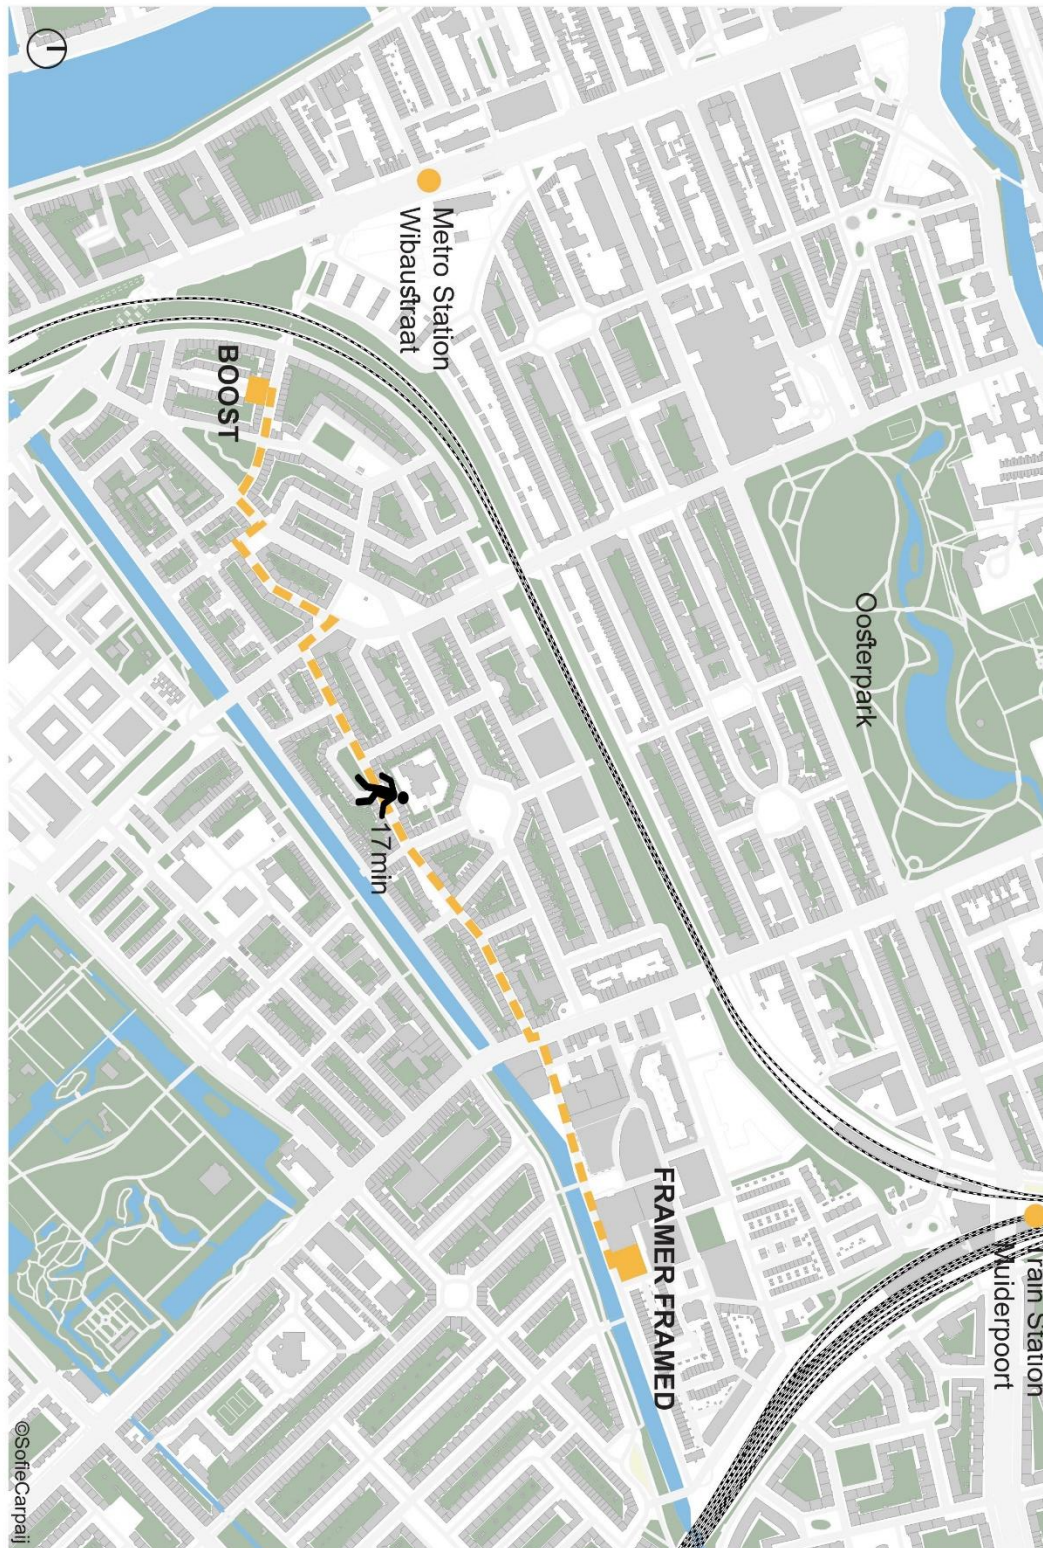 Train Station
Muiderpoort
Oosterpark
FRAMER FRAMED
Metro Station
Wibaustraat
17min
BOOST
©SofieCarpaij